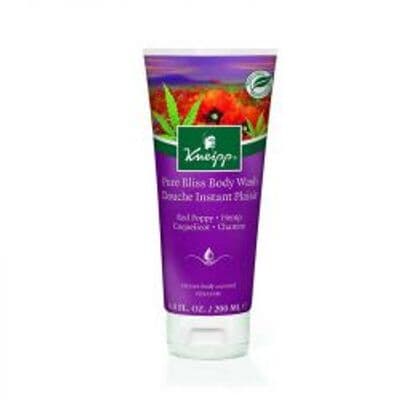 Kneipp®
Pure Bliss Body Wash
Douche Instant Plaisir
Red Poppy • Hemp
Coquelicot • Chanvre
6.8 FL. OZ. / 200 ML ℮